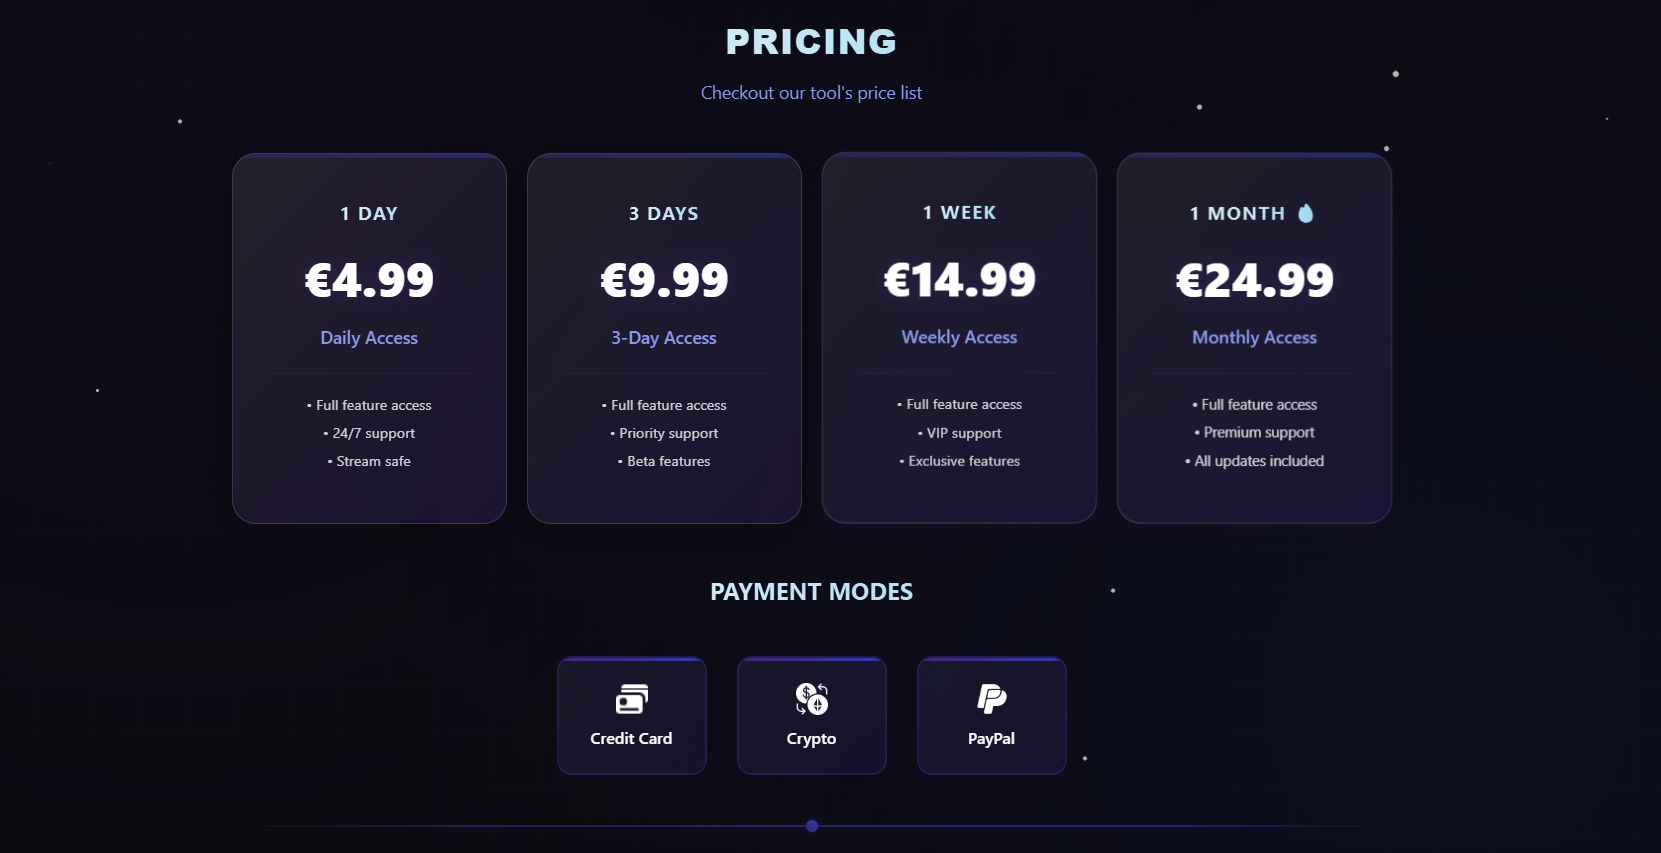 PRICING
Checkout our tool's price list
1 DAY
€4.99
Daily Access
• Full feature access
• 24/7 support
• Stream safe
3 DAYS
€9.99
3-Day Access
• Full feature access
• Priority support
• Beta features
1 WEEK
€14.99
Weekly Access
• Full feature access
• VIP support
• Exclusive features
1 MONTH
€24.99
Monthly Access
• Full feature access
• Premium support
• All updates included
PAYMENT MODES
Credit Card
Crypto
PayPal